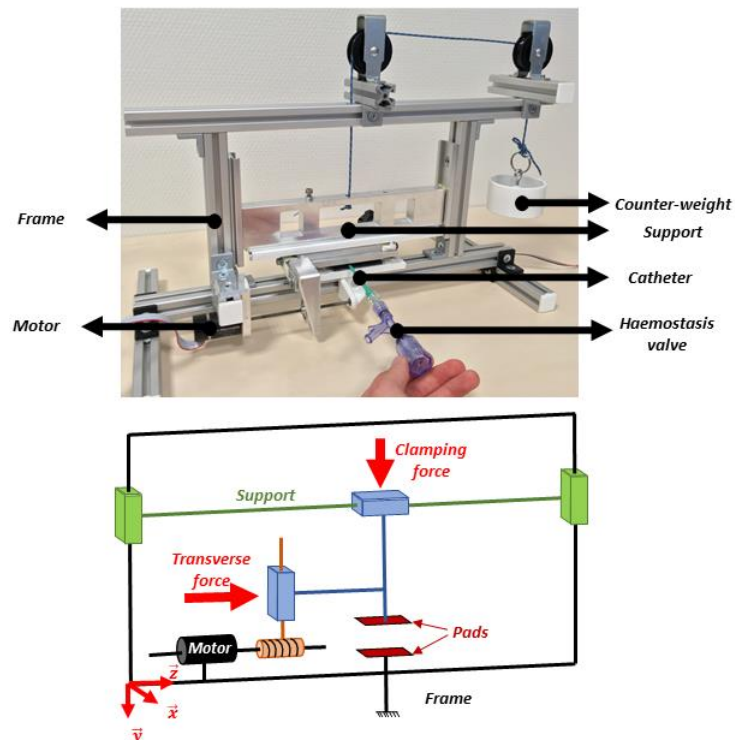 Frame
Motor
Counter-weight
Support
Catheter
Haemostasis
valve
Clamping
force
Support
Transverse
force
Motor
Pads
z
x
y
Frame